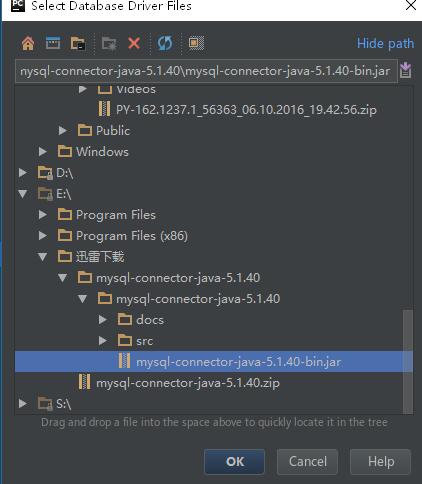 PC Select Database Driver Files
Hide path
mysql-connector-java-5.1.40\mysql-connector-java-5.1.40-bin.jar
Videos
PY-162.1237.1_56363_06.10.2016_19.42.56.zip
Public
Windows
D:\
E:\
Program Files
Program Files (x86)
迅雷下载
mysql-connector-java-5.1.40
mysql-connector-java-5.1.40
docs
src
mysql-connector-java-5.1.40-bin.jar
mysql-connector-java-5.1.40.zip
S:\
Drag and drop a file into the space above to quickly locate it in the tree
OK Cancel Help